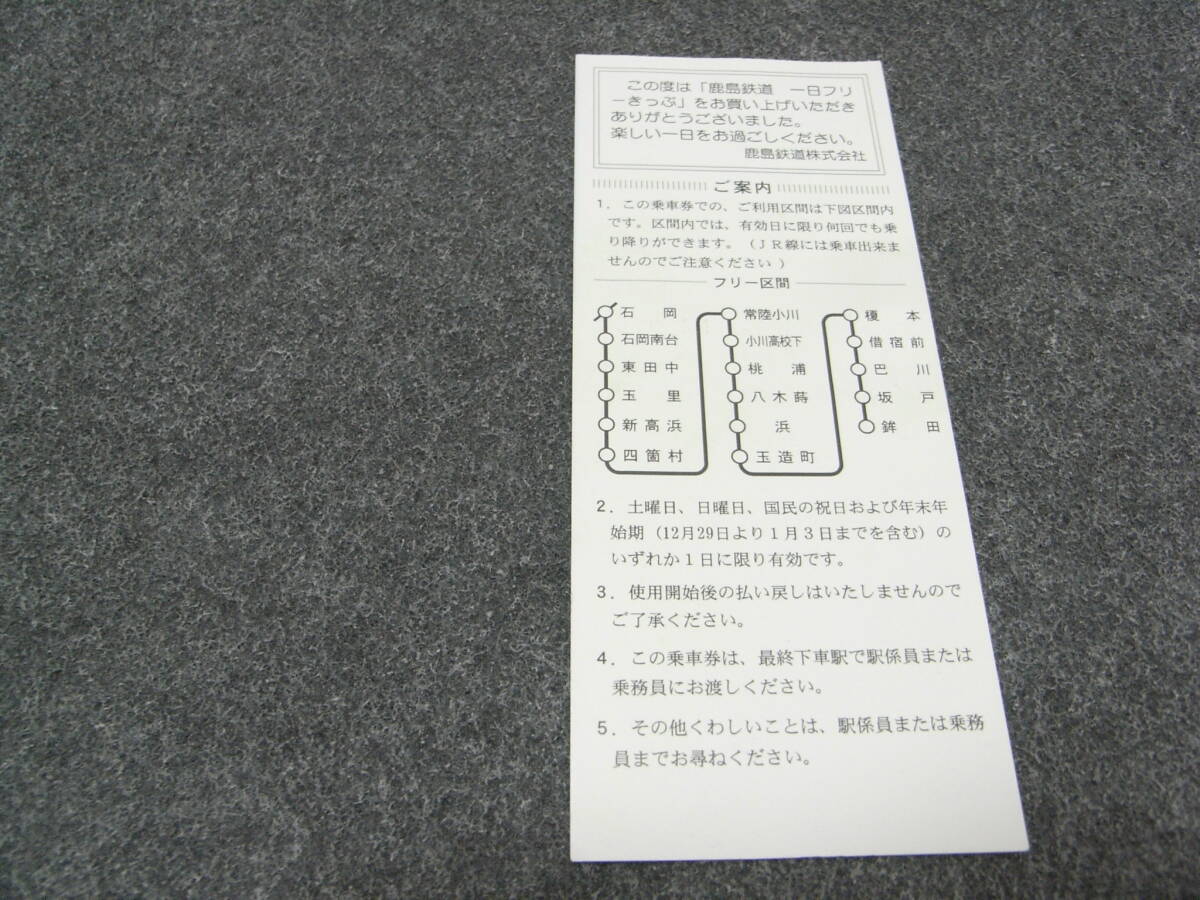 この度は「鹿島鉄道　一日フリ
ーきっぷ」をお買い上げいただき
ありがとうございました。
楽しい一日をお過ごしください。
鹿島鉄道株式会社
ご案内
1．この乗車券での、ご利用区間は下図区間内
です。区間内では、有効日に限り何回でも乗
り降りができます。（ＪＲ線には乗車出来ま
せんのでご注意ください）
フリー区間
石　岡
石岡南台
東田中
玉　里
新高浜
四箇村
常陸小川
小川高校下
桃　浦
八木蒔
浜
玉造町
榎　本
借宿前
巴　川
坂　戸
鉾　田
2．土曜日、日曜日、国民の祝日および年末年
始期（12月29日より１月３日までを含む）の
いずれか１日に限り有効です。
3．使用開始後の払い戻しはいたしませんので
ご了承ください。
4．この乗車券は、最終下車駅で駅係員または
乗務員にお渡しください。
5．その他くわしいことは、駅係員または乗務
員までお尋ねください。